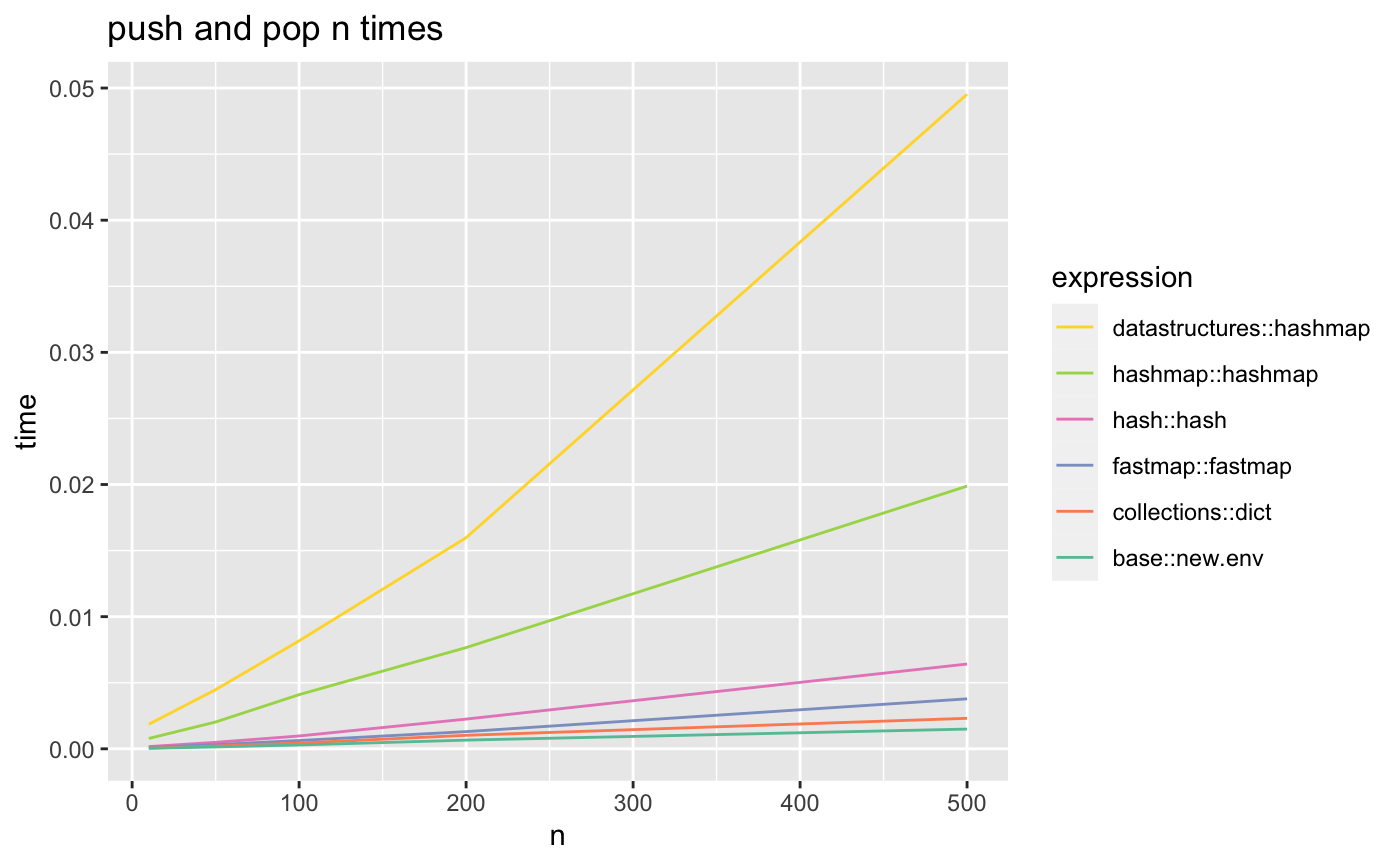 push and pop n times
0.05
0.04
0.03
0.02
0.01
0.00
time
0
100
200
300
400
500
n
expression
datastructures::hashmap
hashmap::hashmap
hash::hash
fastmap::fastmap
collections::dict
base::new.env